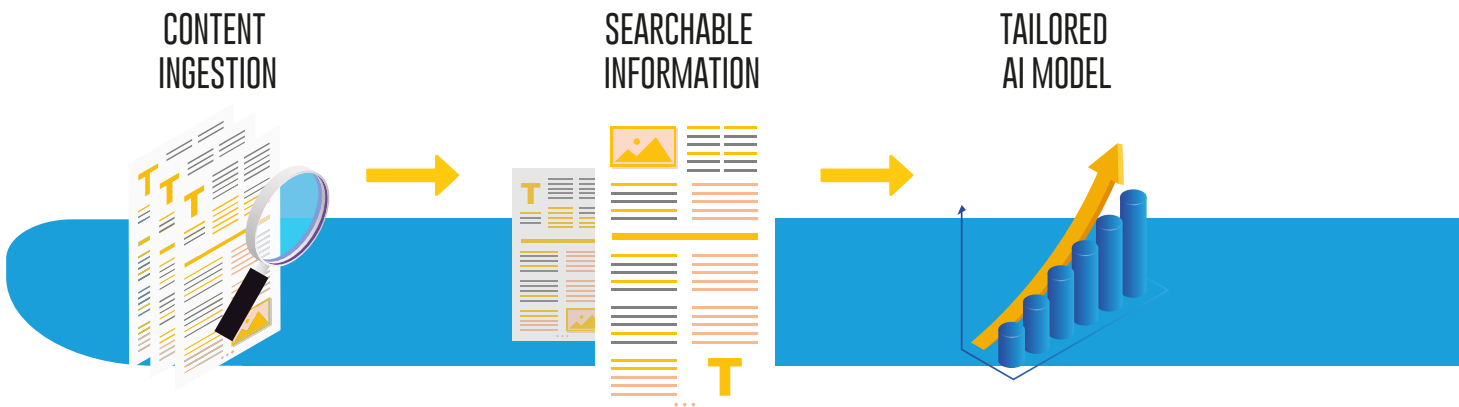 CONTENT
INGESTION
SEARCHABLE
INFORMATION
TAILORED
AI MODEL
T
T
T
T
T